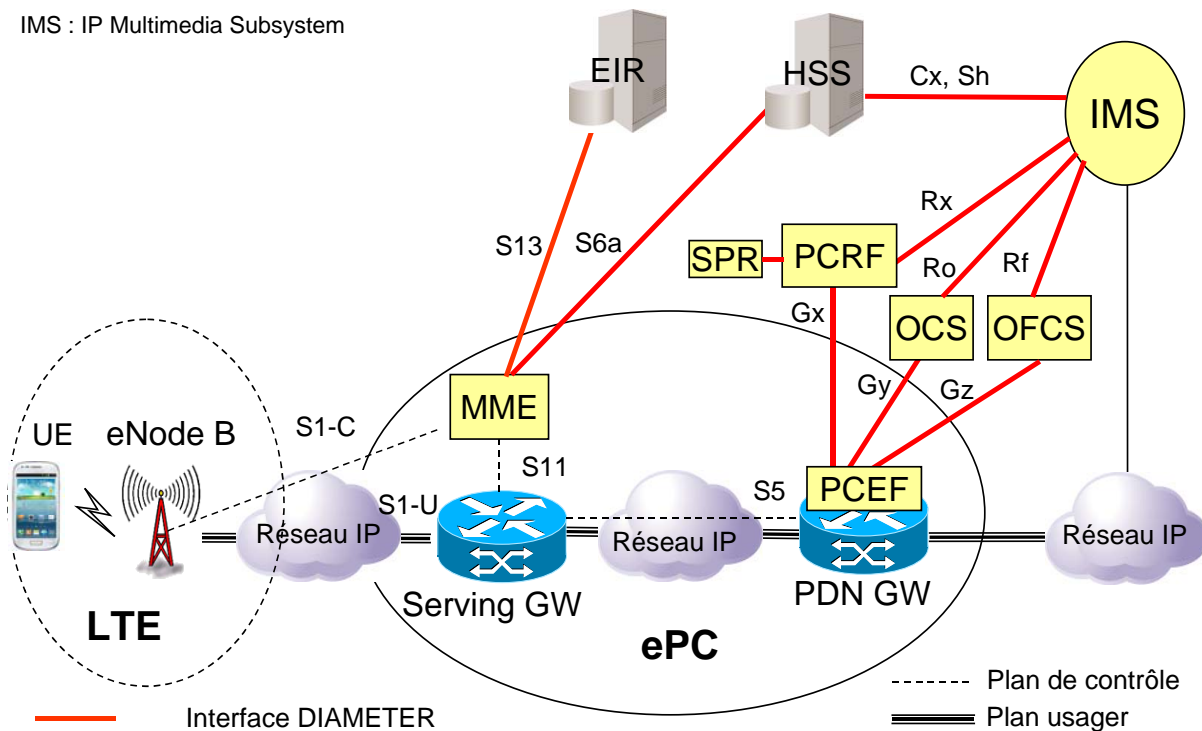 IMS : IP Multimedia Subsystem
EIR
HSS
Cx, Sh
IMS
Rx
S13
S6a
SPR
PCRF
Ro
Rf
Gx
OCS
OFCS
MME
Gy
Gz
UE
eNode B
S1-C
S11
S1-U
S5
PCEF
Réseau IP
Réseau IP
Réseau IP
Serving GW
PDN GW
LTE
ePC
Plan de contrôle
Interface DIAMETER
Plan usager